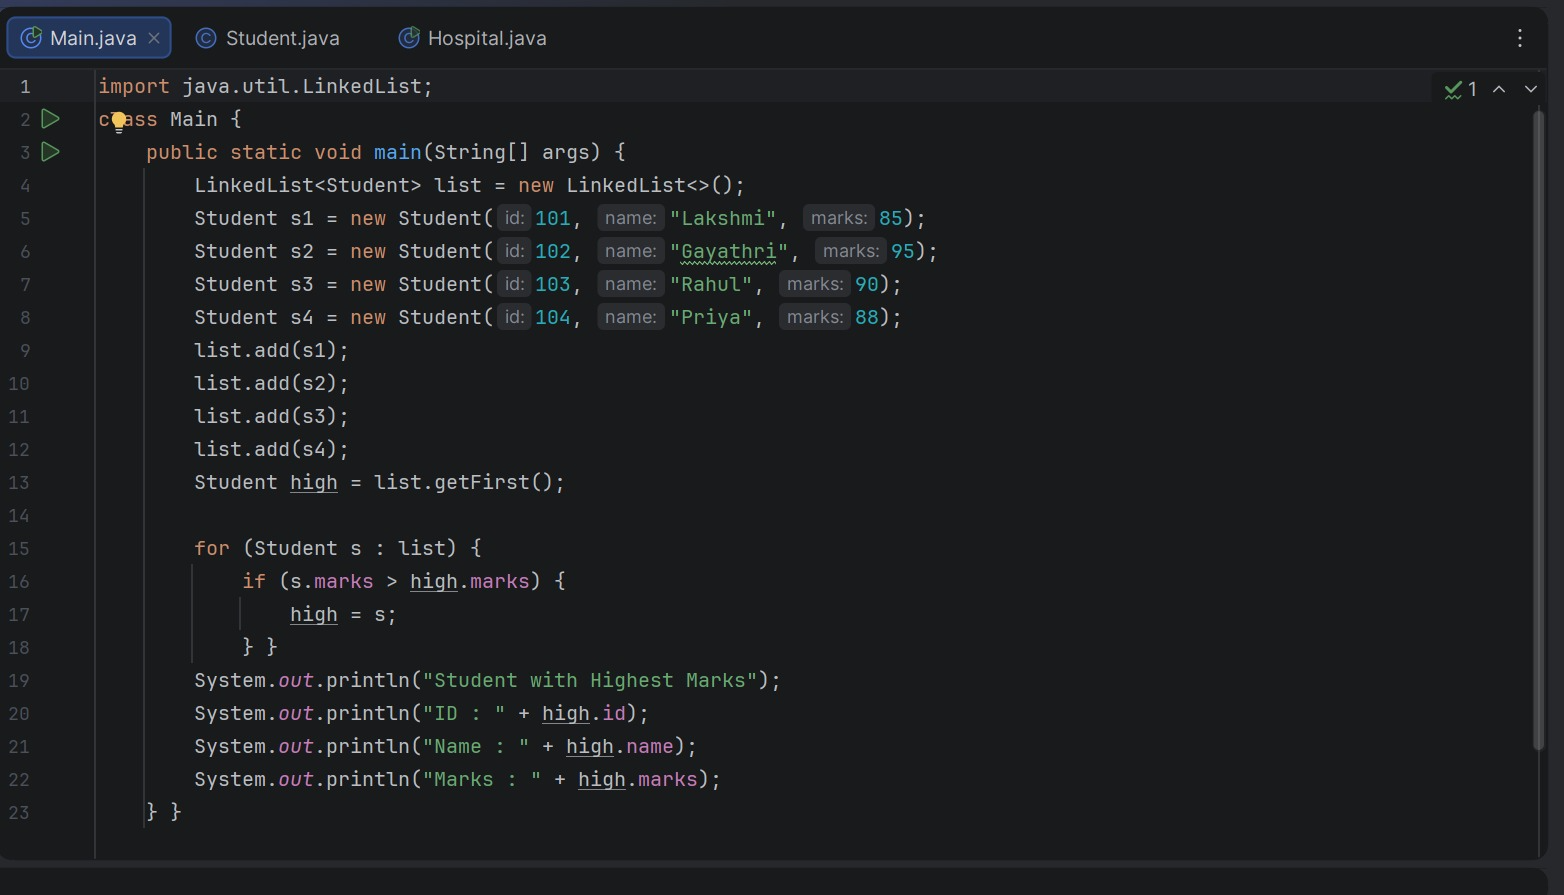 Main.java Student.java Hospital.java
1 import java.util.LinkedList; 1
2 class Main {
3 public static void main(String[] args) {
4 LinkedList<Student> list = new LinkedList<>();
5 Student s1 = new Student( id: 101, name: "Lakshmi", marks: 85);
6 Student s2 = new Student( id: 102, name: "Gayathri", marks: 95);
7 Student s3 = new Student( id: 103, name: "Rahul", marks: 90);
8 Student s4 = new Student( id: 104, name: "Priya", marks: 88);
9 list.add(s1);
10 list.add(s2);
11 list.add(s3);
12 list.add(s4);
13 Student high = list.getFirst();
14
15 for (Student s : list) {
16 if (s.marks > high.marks) {
17 high = s;
18 } }
19 System.out.println("Student with Highest Marks");
20 System.out.println("ID : " + high.id);
21 System.out.println("Name : " + high.name);
22 System.out.println("Marks : " + high.marks);
23 } }